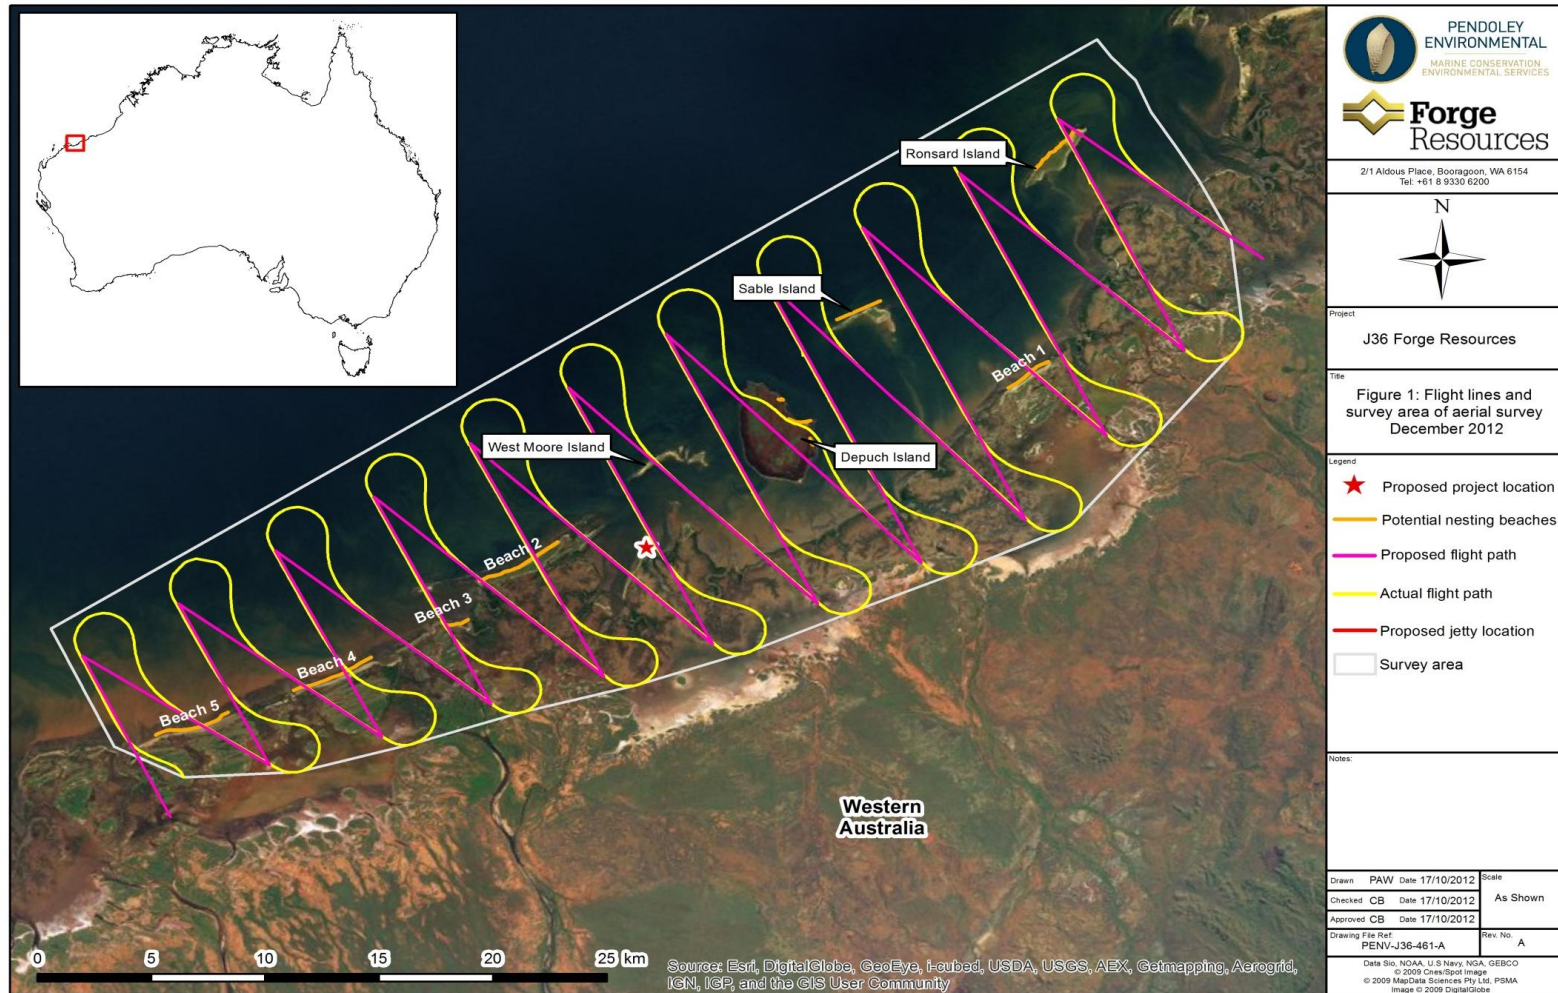 Ronsard Island
Sable Island
Beach 1
West Moore Island
Depuch Island
Beach 2
Beach 3
Beach 4
Beach 5
Western
Australia
0 5 10 15 20 25 km
Source: Esri, DigitalGlobe, GeoEye, i-cubed, USDA, USGS, AEX, Getmapping, Aerogrid,
IGN, IGP, and the GIS User Community
PENDOLEY
ENVIRONMENTAL
MARINE CONSERVATION
ENVIRONMENTAL SERVICES
Forge
Resources
2/1 Aldous Place, Booragoon, WA 6154
Tel: +61 8 9330 6200
N
Project
J36 Forge Resources
Title
Figure 1: Flight lines and
survey area of aerial survey
December 2012
Legend
Proposed project location
Potential nesting beaches
Proposed flight path
Actual flight path
Proposed jetty location
Survey area
Notes:
Drawn PAW Date 17/10/2012
Scale
As Shown
Checked CB Date 17/10/2012
Approved CB Date 17/10/2012
Drawing File Ref.
PENV-J36-461-A
Rev. No.
A
Data Sio, NOAA, U.S Navy, NGA, GEBCO
© 2009 Cnes/Spot Image
© 2009 MapData Sciences Pty Ltd, PSMA
Image © 2009 DigitalGlobe